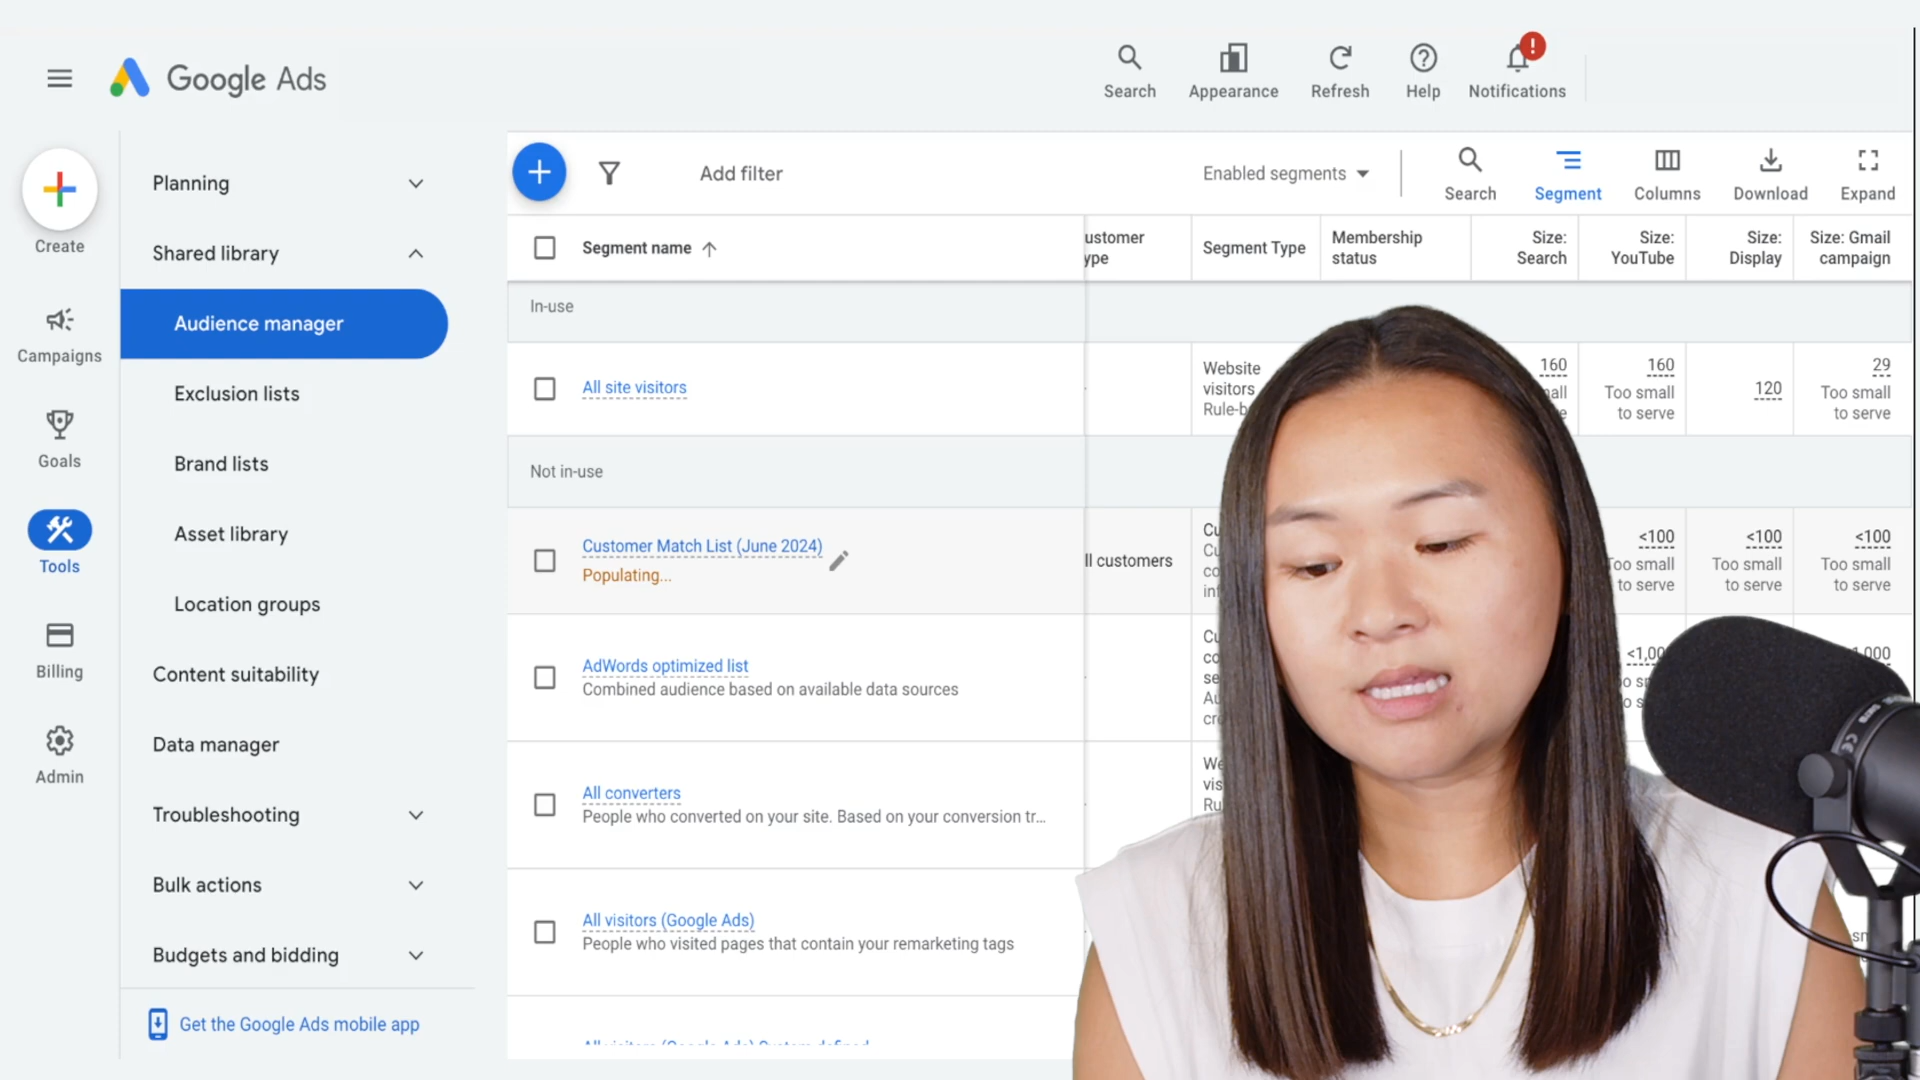 Google Ads
Search
Appearance
Refresh
Help
Notifications
Create
Campaigns
Goals
Tools
Billing
Admin
Planning
Shared library
Audience manager
Exclusion lists
Brand lists
Asset library
Location groups
Content suitability
Data manager
Troubleshooting
Bulk actions
Budgets and bidding
Get the Google Ads mobile app
Add filter
Enabled segments
Search
Segment
Columns
Download
Expand
Segment name
ustomer
ype
Segment Type
Membership
status
Size:
Search
Size:
YouTube
Size:
Display
Size: Gmail
campaign
In-use
All site visitors
Website
visitors
Rule-b
160
160
Too small
to serve
120
29
Too small
to serve
Not in-use
Customer Match List (June 2024)
Populating...
ll customers
<100
Too small
to serve
<100
Too small
to serve
<100
Too small
to serve
AdWords optimized list
Combined audience based on available data sources
All converters
People who converted on your site. Based on your conversion tr...
All visitors (Google Ads)
People who visited pages that contain your remarketing tags